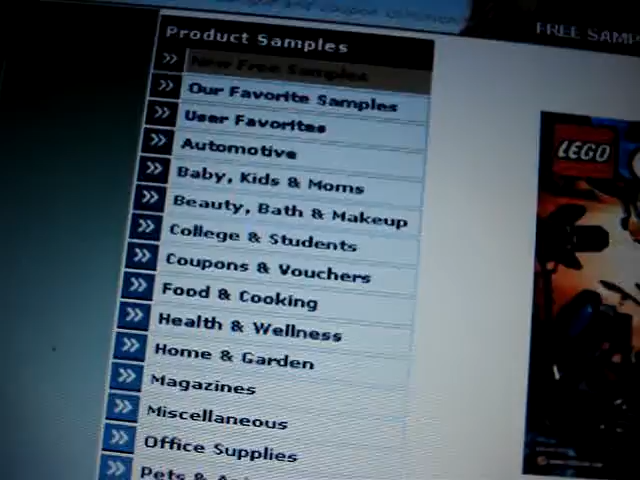 FREE SAMP
Product Samples
New Free Samples
Our Favorite Samples
User Favorites
Automotive
Baby, Kids & Moms
Beauty, Bath & Makeup
College & Students
Coupons & Vouchers
Food & Cooking
Health & Wellness
Home & Garden
Magazines
Miscellaneous
Office Supplies
Pets &
LEGO